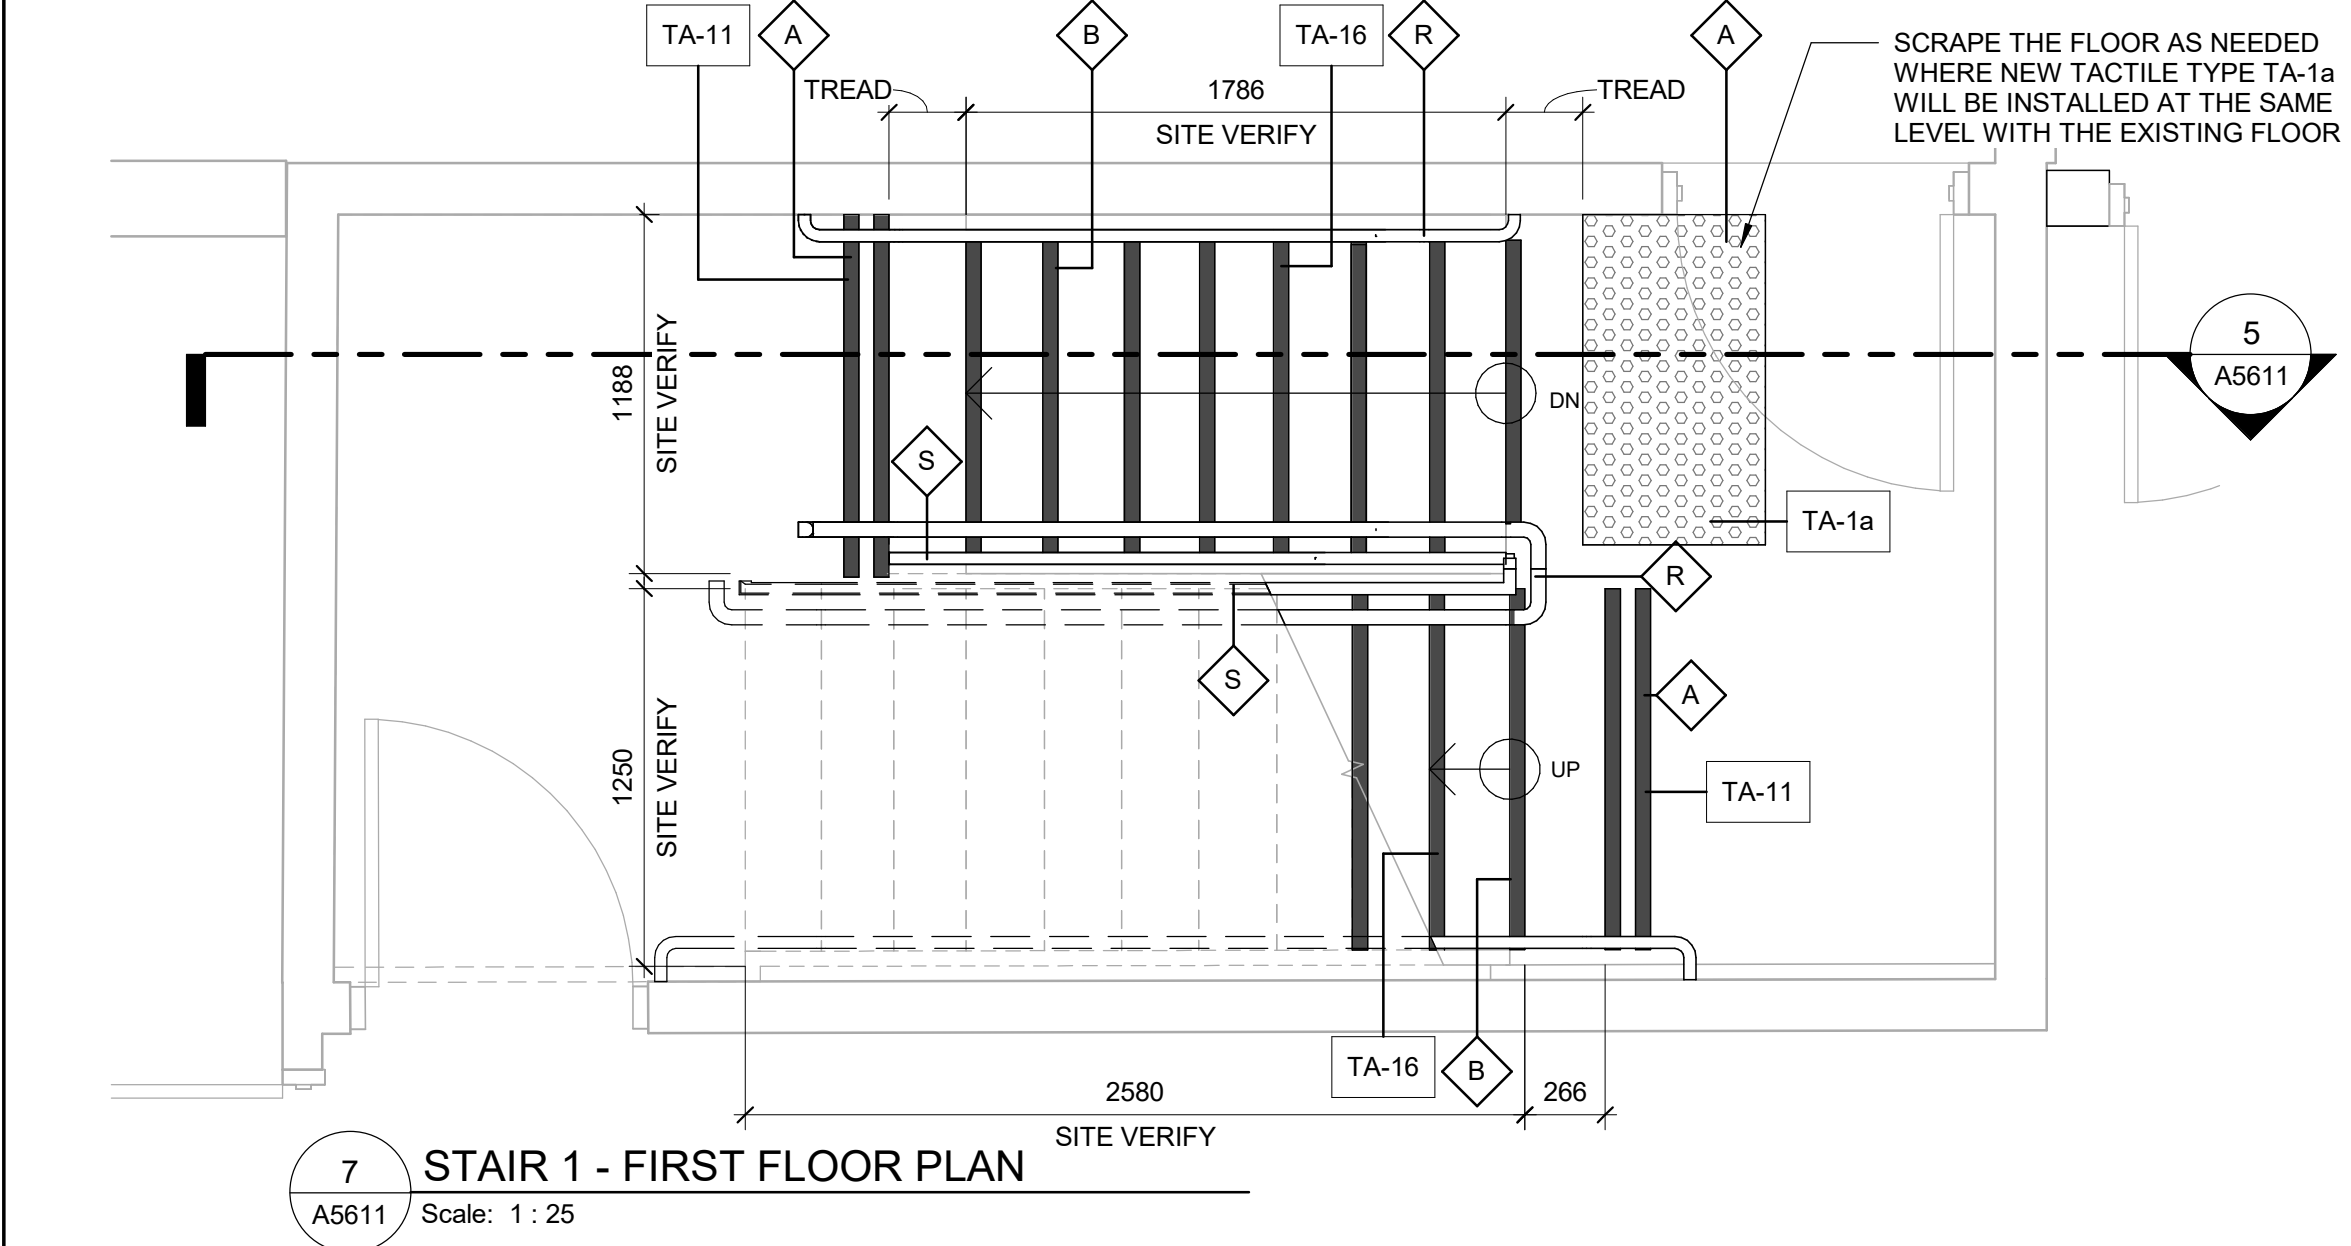 TA-11
A
B
TA-16
R
A
SCRAPE THE FLOOR AS NEEDED
WHERE NEW TACTILE TYPE TA-1a
WILL BE INSTALLED AT THE SAME
LEVEL WITH THE EXISTING FLOOR
TREAD
1786
TREAD
SITE VERIFY
1188
SITE VERIFY
5
A5611
DN
S
TA-1a
R
S
A
1250
SITE VERIFY
UP
TA-11
TA-16
B
2580
266
SITE VERIFY
7
A5611
STAIR 1 - FIRST FLOOR PLAN
Scale: 1 : 25